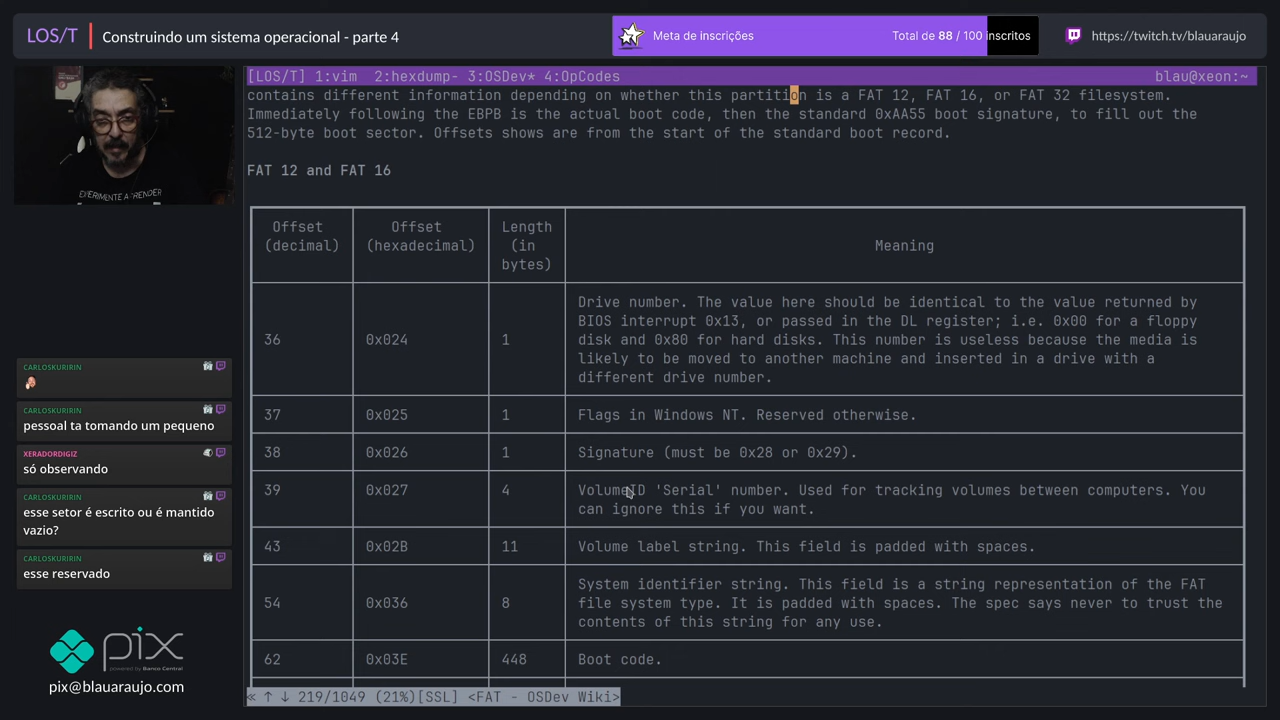 LOS/T
Construindo um sistema operacional - parte 4
Meta de inscrições
Total de 88 / 100 inscritos
https://twitch.tv/blauaraujo
[LOS/T] 1:vim 2:hexdump- 3:OSDev* 4:OpCodes
blau@xeon:~
contains different information depending on whether this partition is a FAT 12, FAT 16, or FAT 32 filesystem.
Immediately following the EBPB is the actual boot code, then the standard 0xAA55 boot signature, to fill out the
512-byte boot sector. Offsets shows are from the start of the standard boot record.
FAT 12 and FAT 16
Offset
(decimal)
Offset
(hexadecimal)
Length
(in
bytes)
Meaning
36
0x024
1
Drive number. The value here should be identical to the value returned by
BIOS interrupt 0x13, or passed in the DL register; i.e. 0x00 for a floppy
disk and 0x80 for hard disks. This number is useless because the media is
likely to be moved to another machine and inserted in a drive with a
different drive number.
37
0x025
1
Flags in Windows NT. Reserved otherwise.
38
0x026
1
Signature (must be 0x28 or 0x29).
39
0x027
4
VolumeID 'Serial' number. Used for tracking volumes between computers. You
can ignore this if you want.
43
0x02B
11
Volume label string. This field is padded with spaces.
54
0x036
8
System identifier string. This field is a string representation of the FAT
file system type. It is padded with spaces. The spec says never to trust the
contents of this string for any use.
62
0x03E
448
Boot code.
« ↑ ↓ 219/1049 (21%)[SSL] <FAT - OSDev Wiki>
EXPERIMENTE A PRENDER
CARLOSKURIRIN
CARLOSKURIRIN
pessoal ta tomando um pequeno
XERADORDIGIZ
só observando
CARLOSKURIRIN
esse setor é escrito ou é mantido
vazio?
CARLOSKURIRIN
esse reservado
pix
powered by Banco Central
pix@blauaraujo.com